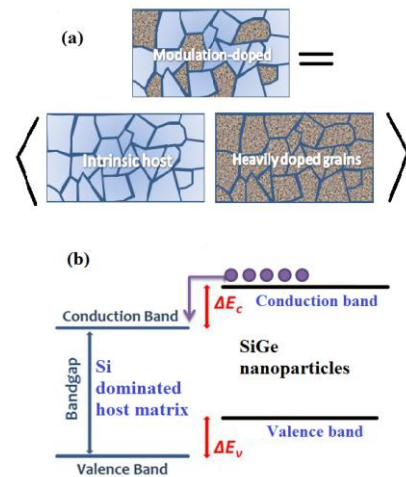 (a)
Modulation-doped
=
Intrinsic host
Heavily doped grains
(b)
Conduction Band
ΔEc
Conduction band
Bandgap
Si
dominated
host matrix
SiGe
nanoparticles
ΔEv
Valence band
Valence Band